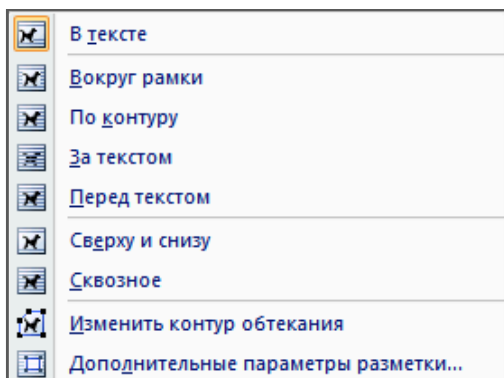 В тексте
Вокруг рамки
По контуру
За текстом
Перед текстом
Сверху и снизу
Сквозное
Изменить контур обтекания
Дополнительные параметры разметки...